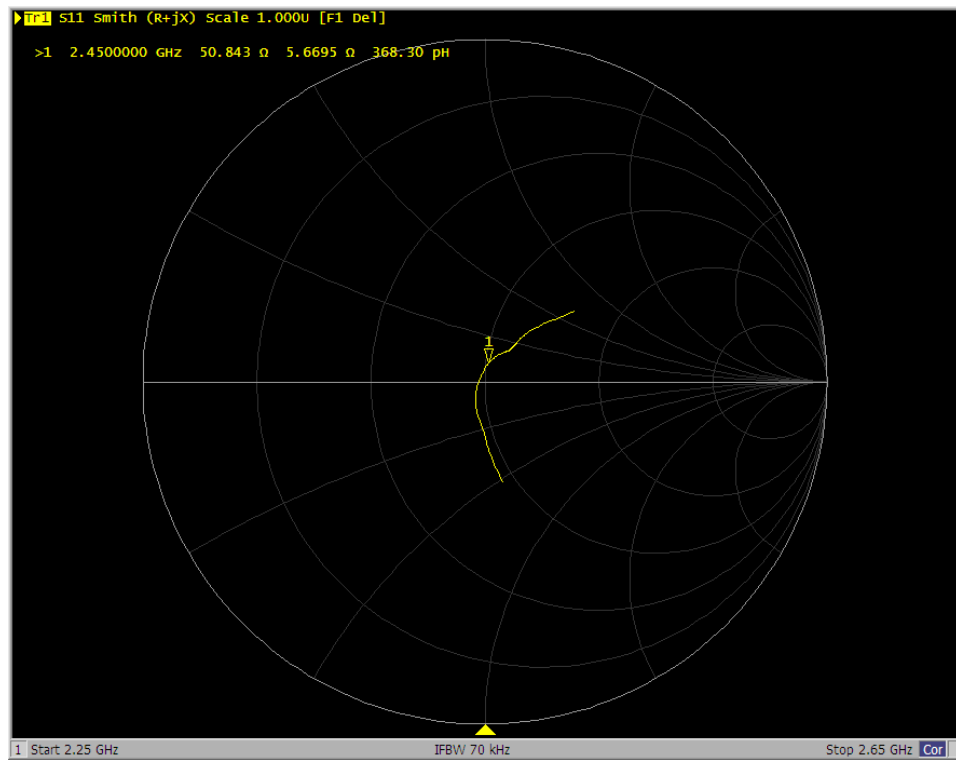 Tr1 S11 Smith (R+jX) Scale 1.000U [F1 Del]
>1 2.4500000 GHz 50.843 Ω 5.6695 Ω 368.30 pH
1
1 Start 2.25 GHz IFBW 70 kHz Stop 2.65 GHz Cor